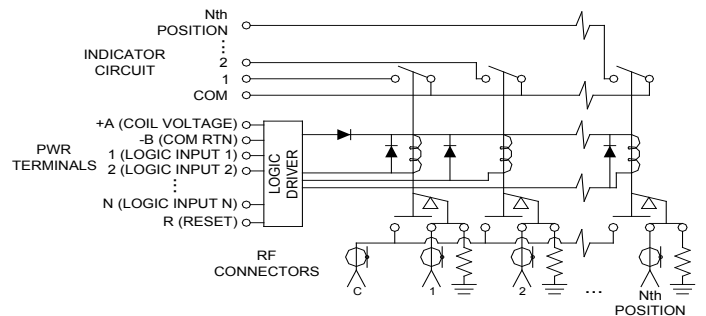 Nth
POSITION
⋮
INDICATOR
CIRCUIT
2
1
COM
+A (COIL VOLTAGE)
-B (COM RTN)
PWR
TERMINALS
1 (LOGIC INPUT 1)
2 (LOGIC INPUT 2)
⋮
N (LOGIC INPUT N)
R (RESET)
LOGIC
DRIVER
RF
CONNECTORS
C
1
2
...
Nth
POSITION